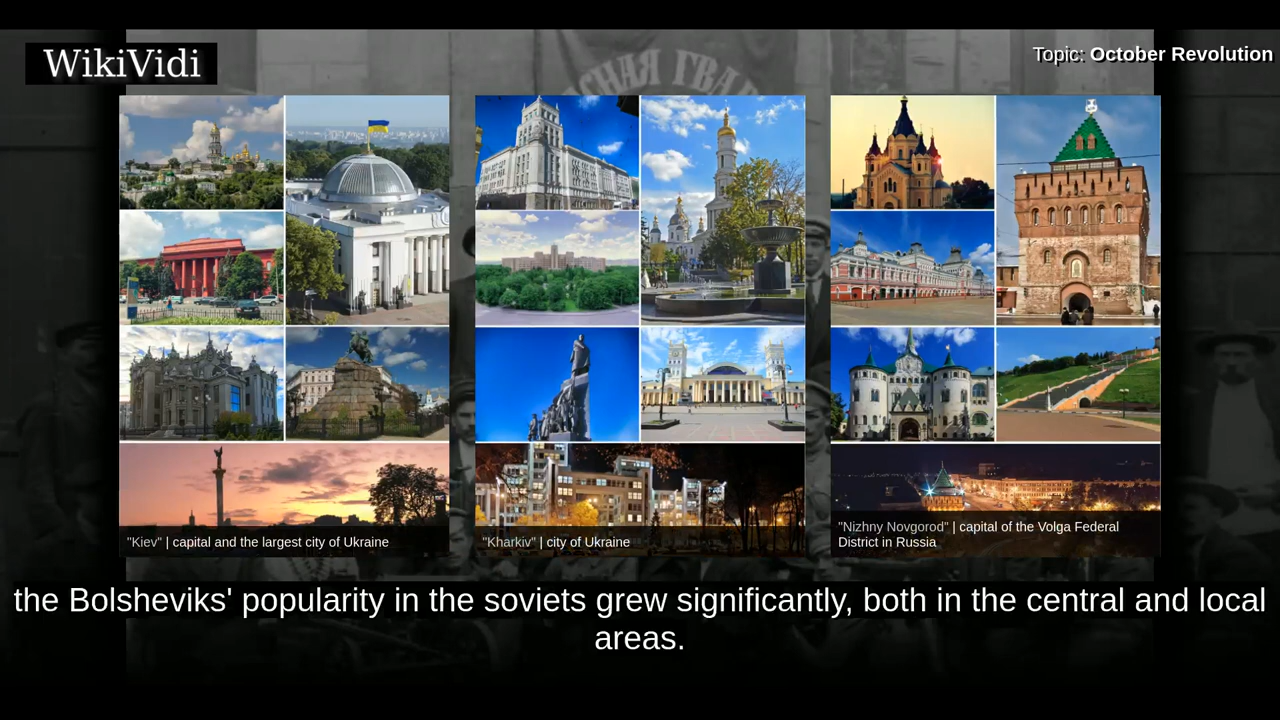 WikiVidi
Topic: October Revolution
СНАЯ ГВА
"Kiev" | capital and the largest city of Ukraine
"Kharkiv" | city of Ukraine
"Nizhny Novgorod" | capital of the Volga Federal
District in Russia
the Bolsheviks' popularity in the soviets grew significantly, both in the central and local
areas.